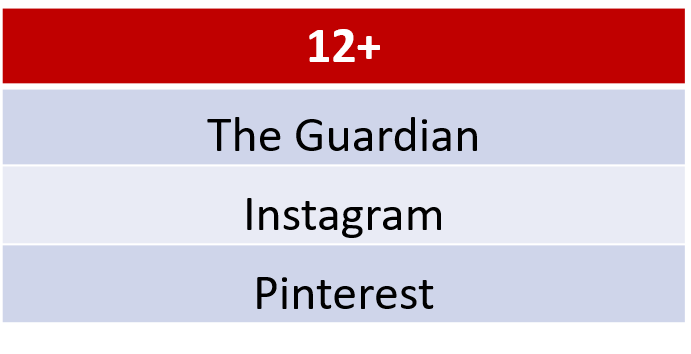 12+
The Guardian
Instagram
Pinterest